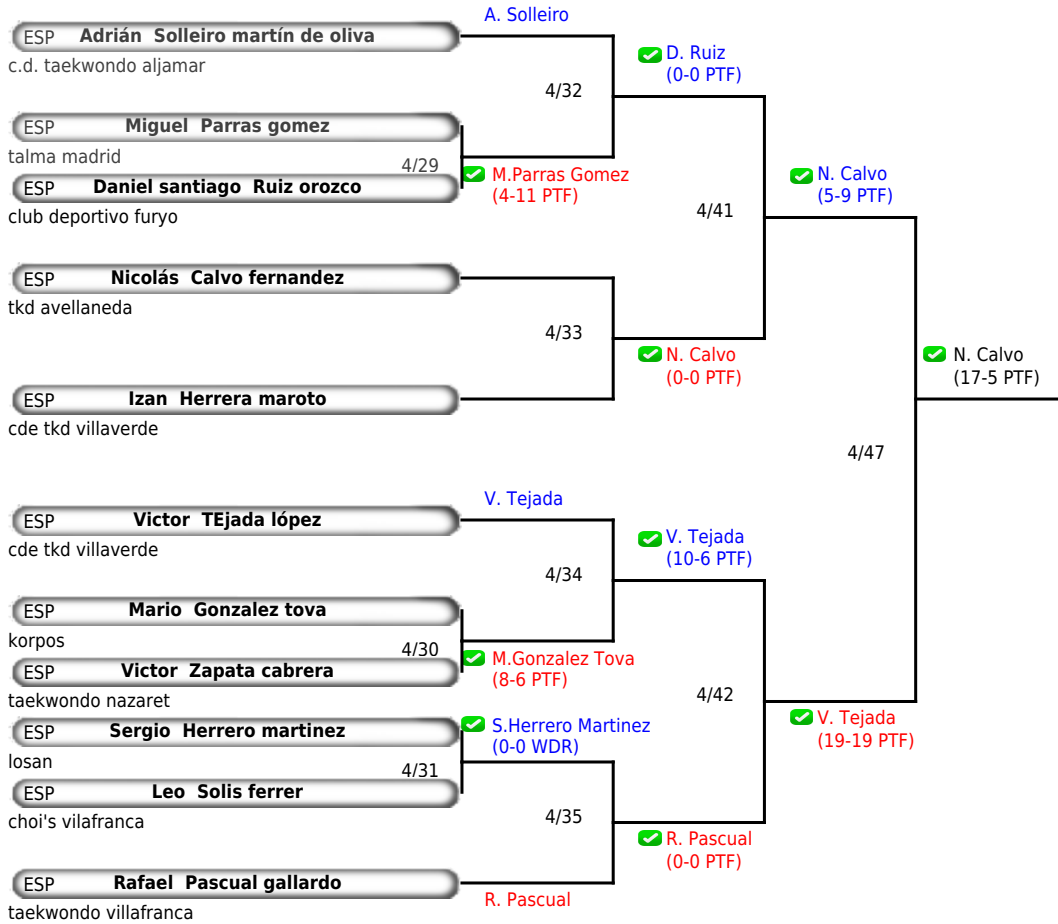 A. Solleiro
ESP Adrián Solleiro martín de oliva
c.d. taekwondo aljamar
D. Ruiz
(0-0 PTF)
4/32
ESP Miguel Parras gomez
talma madrid
4/29
M.Parras Gomez
(4-11 PTF)
ESP Daniel santiago Ruiz orozco
club deportivo furyo
N. Calvo
(5-9 PTF)
4/41
ESP Nicolás Calvo fernandez
tkd avellaneda
4/33
N. Calvo
(0-0 PTF)
N. Calvo
(17-5 PTF)
ESP Izan Herrera maroto
cde tkd villaverde
4/47
V. Tejada
ESP Victor TEjada lópez
cde tkd villaverde
V. Tejada
(10-6 PTF)
4/34
ESP Mario Gonzalez tova
korpos
4/30
M.Gonzalez Tova
(8-6 PTF)
ESP Victor Zapata cabrera
taekwondo nazaret
4/42
V. Tejada
(19-19 PTF)
ESP Sergio Herrero martinez
losan
S.Herrero Martinez
(0-0 WDR)
4/31
ESP Leo Solis ferrer
choi's vilafranca
4/35
R. Pascual
(0-0 PTF)
ESP Rafael Pascual gallardo
taekwondo villafranca
R. Pascual